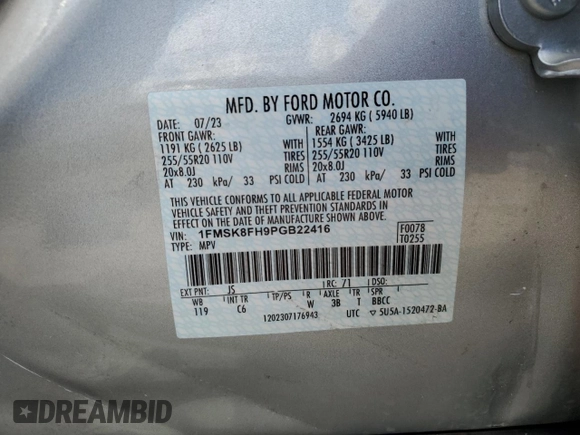 MFD. BY FORD MOTOR CO.
DATE: 07/23 GVWR: 2694 KG ( 5940 LB)
FRONT GAWR: REAR GAWR:
1191 KG ( 2625 LB) 1554 KG ( 3425 LB)
255/55R20 110V TIRES 255/55R20 110V TIRES
20x8.0J RIMS 20x8.0J RIMS
AT 230 kPa/ 33 PSI COLD AT 230 kPa/ 33 PSI COLD
THIS VEHICLE CONFORMS TO ALL APPLICABLE FEDERAL MOTOR
VEHICLE SAFETY AND THEFT PREVENTION STANDARDS IN
EFFECT ON THE DATE OF MANUFACTURE SHOWN ABOVE.
VIN: 1FMSK8FH9PGB22416 F0078
TYPE: MPV T0255
EXT PNT: JS RC: 71 DSO:
WB INT TR TP/PS R AXLE TR SPR
119 C6 W 3B T BBCC
1202307176943 UTC ▽ 5U5A-1520472-BA
DREAMBID